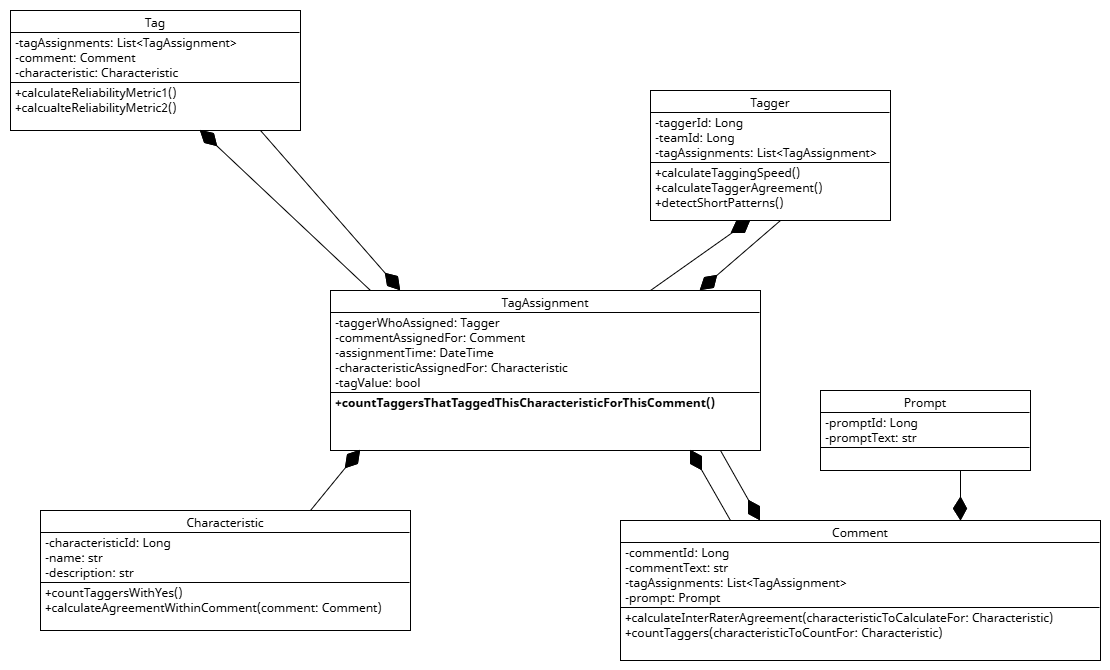 Tag
-tagAssignments: List<TagAssignment>
-comment: Comment
-characteristic: Characteristic
+calculateReliabilityMetric1()
+calcualteReliabilityMetric2()
Tagger
-taggerId: Long
-teamId: Long
-tagAssignments: List<TagAssignment>
+calculateTaggingSpeed()
+calculateTaggerAgreement()
+detectShortPatterns()
TagAssignment
-taggerWhoAssigned: Tagger
-commentAssignedFor: Comment
-assignmentTime: DateTime
-characteristicAssignedFor: Characteristic
-tagValue: bool
+countTaggersThatTaggedThisCharacteristicForThisComment()
Prompt
-promptId: Long
-promptText: str
Characteristic
-characteristicId: Long
-name: str
-description: str
+countTaggersWithYes()
+calculateAgreementWithinComment(comment: Comment)
Comment
-commentId: Long
-commentText: str
-tagAssignments: List<TagAssignment>
-prompt: Prompt
+calculateInterRaterAgreement(characteristicToCalculateFor: Characteristic)
+countTaggers(characteristicToCountFor: Characteristic)